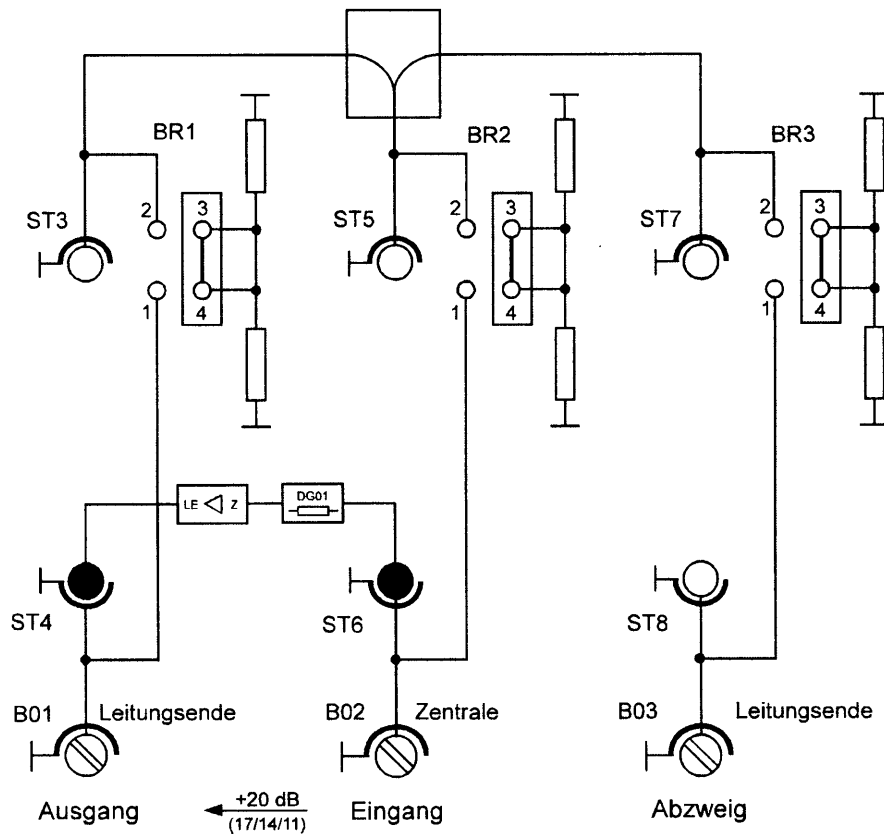 BR1
BR2
BR3
ST3
2
3
ST5
2
3
ST7
2
3
1
4
1
4
1
4
LE
Z
DG01
ST4
ST6
ST8
B01
Leitungsende
B02
Zentrale
B03
Leitungsende
Ausgang
+20 dB
(17/14/11)
Eingang
Abzweig